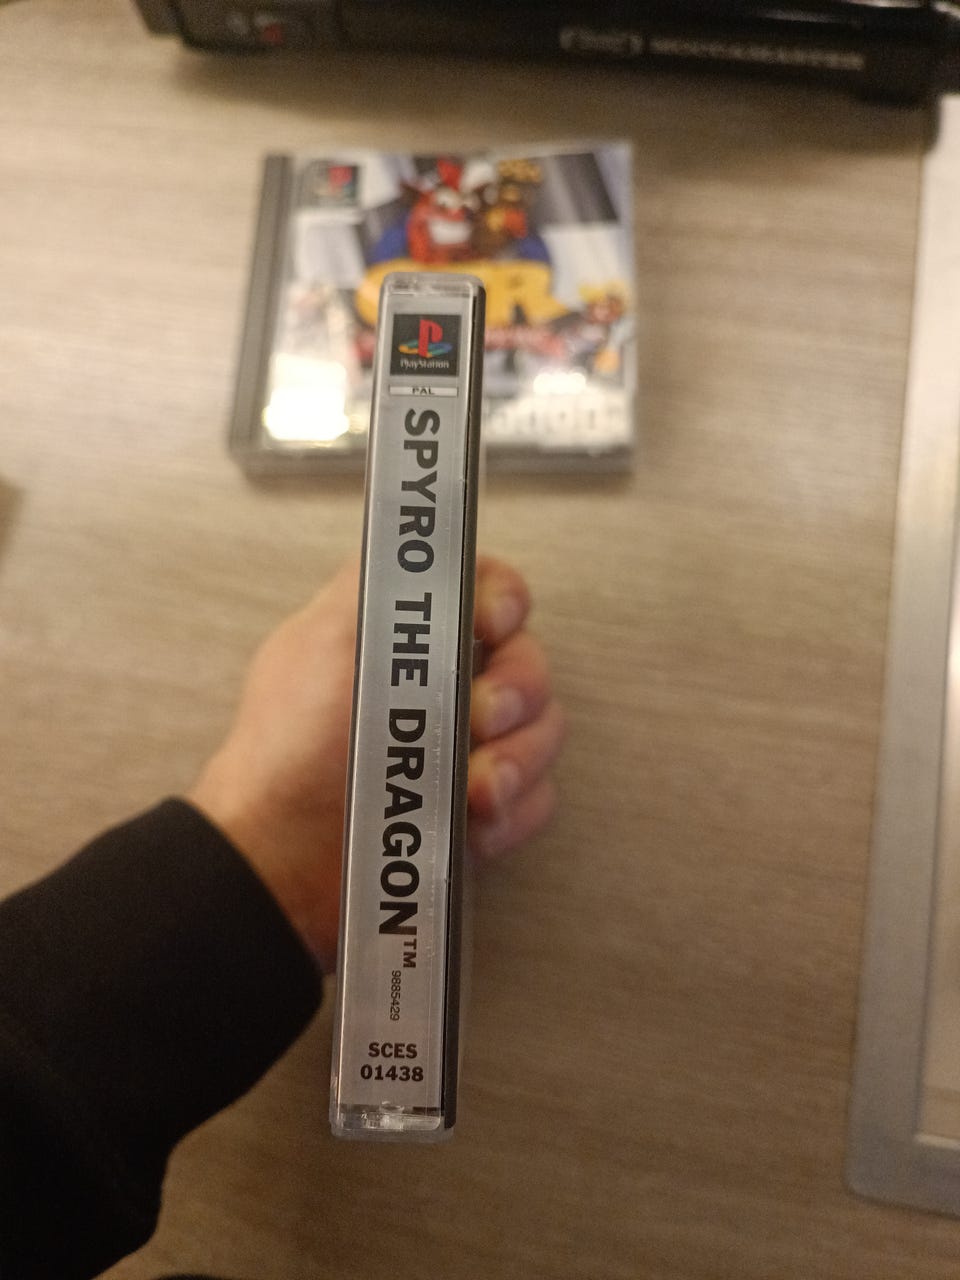 PlayStation
PAL
SPYRO THE DRAGON™
9885429
SCES
01438